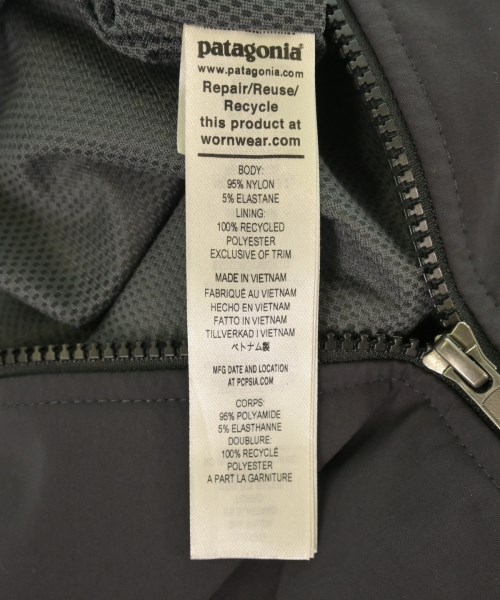 patagonia®
www.patagonia.com
Repair/Reuse/
Recycle
this product at
wornwear.com
BODY:
95% NYLON
5% ELASTANE
LINING:
100% RECYCLED
POLYESTER
EXCLUSIVE OF TRIM
MADE IN VIETNAM
FABRIQUÉ AU VIETNAM
HECHO EN VIETNAM
FATTO IN VIETNAM
TILLVERKAD I VIETNAM
ベトナム製
MFG DATE AND LOCATION
AT PCPSIA.COM
CORPS:
95% POLYAMIDE
5% ELASTHANNE
DOUBLURE:
100% RECYCLÉ
POLYESTER
A PART LA GARNITURE